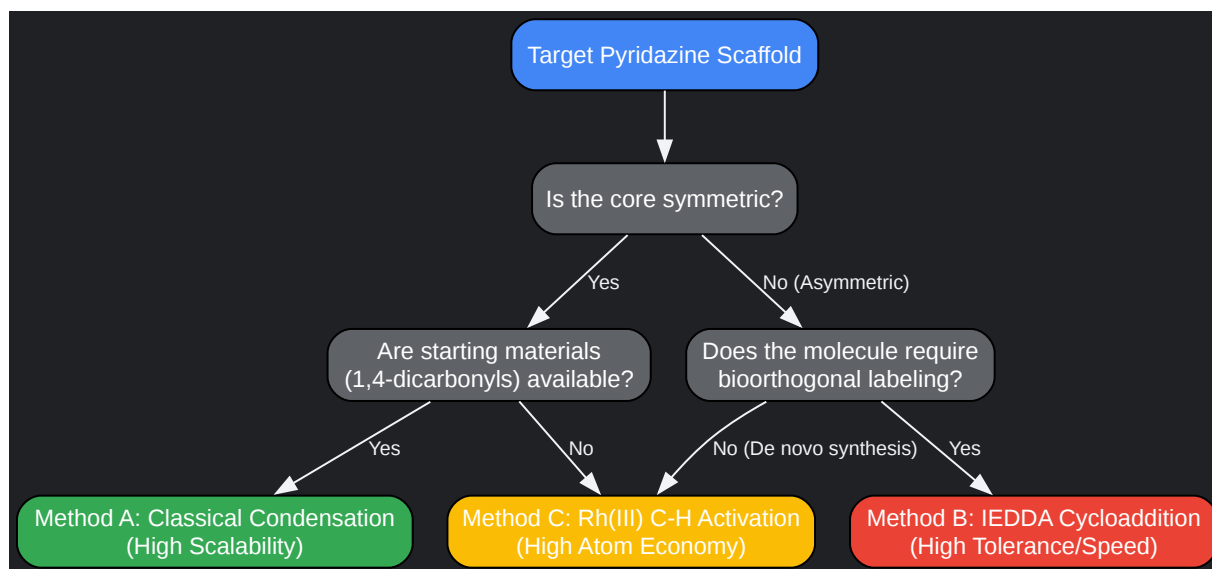 Target Pyridazine Scaffold
Is the core symmetric?
Yes
No (Asymmetric)
Are starting materials
(1,4-dicarbonyls) available?
Does the molecule require
bioorthogonal labeling?
Yes
No
No (De novo synthesis)
Yes
Method A: Classical Condensation
(High Scalability)
Method C: Rh(III) C-H Activation
(High Atom Economy)
Method B: IEDDA Cycloaddition
(High Tolerance/Speed)